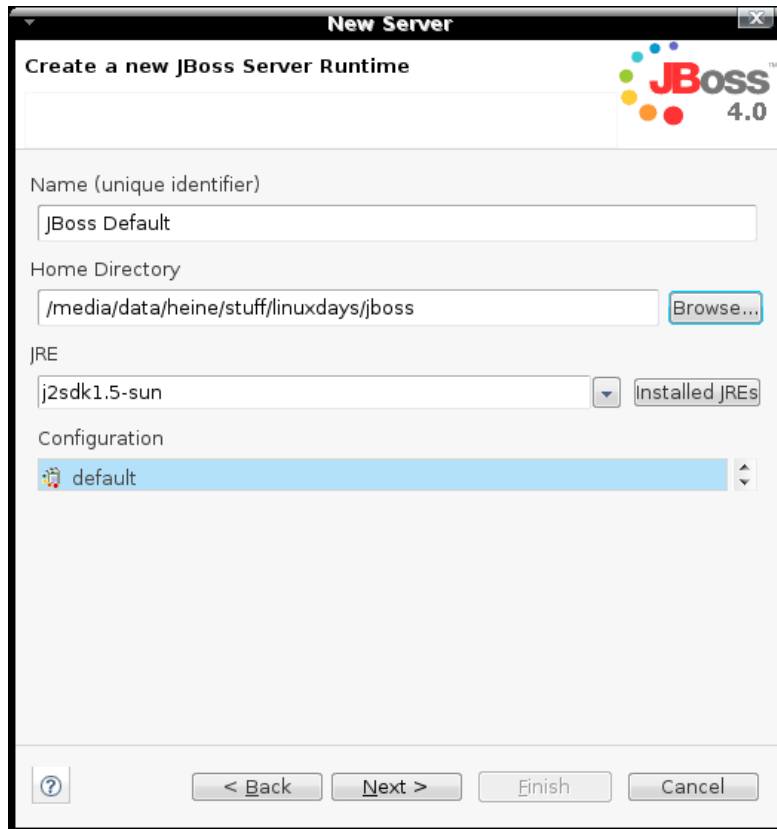 New Server
Create a new JBoss Server Runtime
JBoss™
4.0
Name (unique identifier)
JBoss Default
Home Directory
/media/data/heine/stuff/linuxdays/jboss
Browse...
JRE
j2sdk1.5-sun
Installed JREs
Configuration
default
< Back
Next >
Finish
Cancel